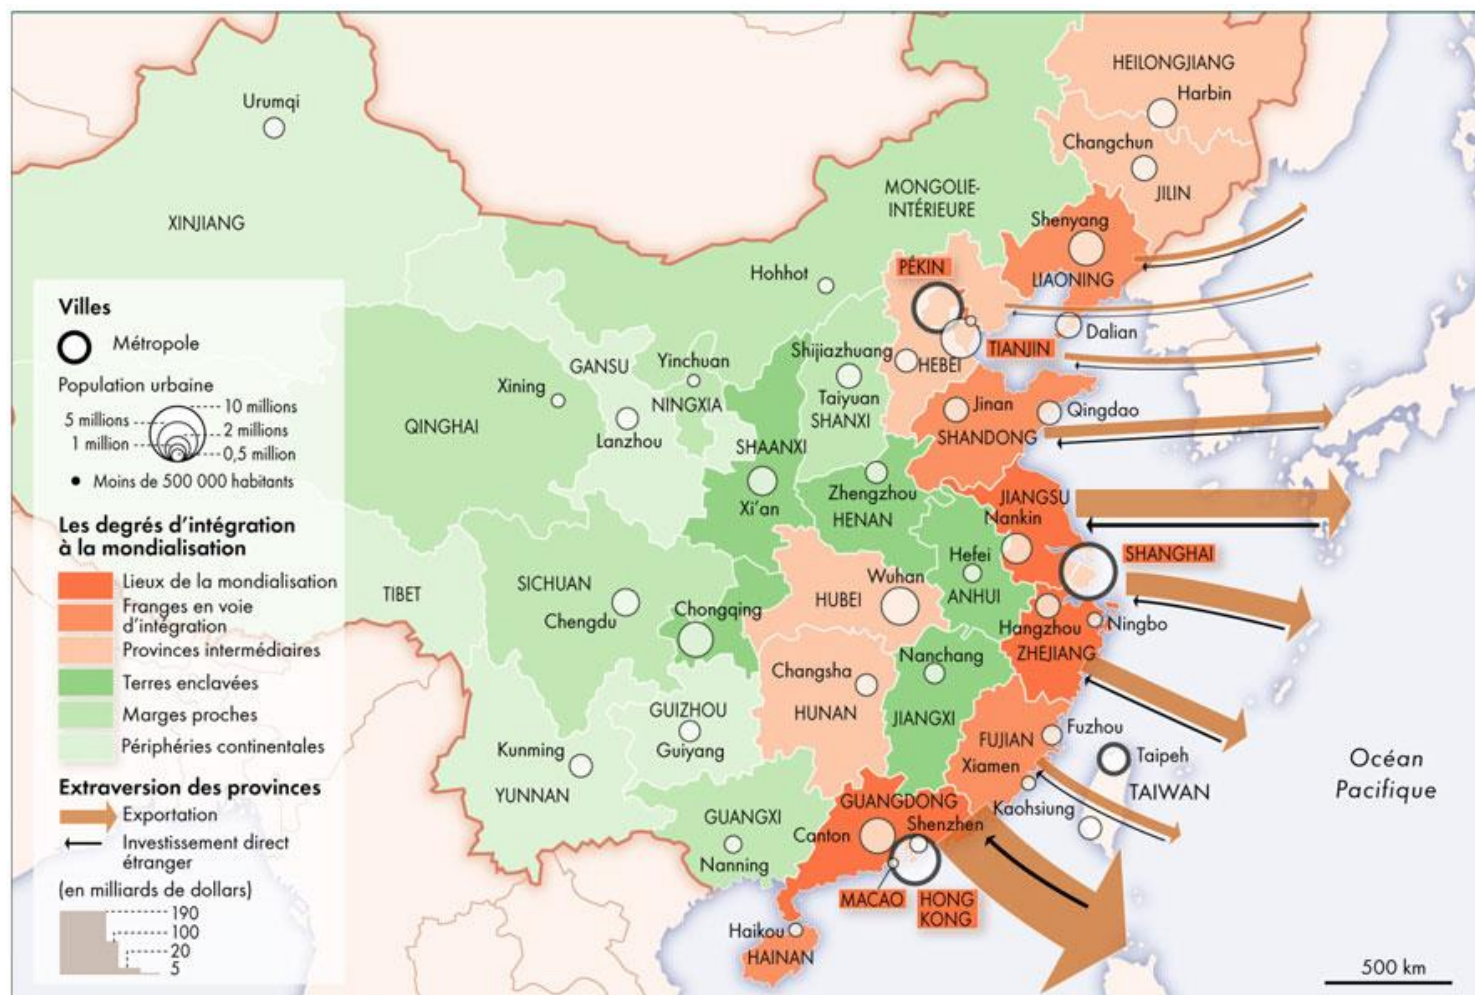 HEILONGJIANG
Harbin
Urumqi
Changchun
JILIN
MONGOLIE-
INTÉRIEURE
XINJIANG
Shenyang
PÉKIN
Hohhot
LIAONING
Dalian
TIANJIN
Shijiazhuang
HEBEI
GANSU
Yinchuan
Xining
NINGXIA
Taiyuan
SHANXI
Jinan
Qingdao
QINGHAI
Lanzhou
SHANDONG
SHAANXI
Xi'an
Zhengzhou
HENAN
JIANGSU
Nankin
SHANGHAI
Hefei
ANHUI
SICHUAN
Chengdu
Chongqing
TIBET
Wuhan
HUBEI
Hangzhou
Ningbo
ZHEJIANG
Nanchang
Changsha
HUNAN
JIANGXI
GUIZHOU
Guiyang
Kunming
YUNNAN
FUJIAN
Fuzhou
Xiamen
Taipeh
TAIWAN
Kaohsiung
Océan
Pacifique
GUANGDONG
Shenzhen
Canton
GUANGXI
Nanning
MACAO
HONG
KONG
Haikou
HAINAN
500 km
Villes
Métropole
Population urbaine
10 millions
5 millions
2 millions
1 million
0,5 million
Moins de 500 000 habitants
Les degrés d'intégration
à la mondialisation
Lieux de la mondialisation
Franges en voie
d'intégration
Provinces intermédiaires
Terres enclavées
Marges proches
Périphéries continentales
Extraversion des provinces
Exportation
Investissement direct
étranger
(en milliards de dollars)
190
100
20
5